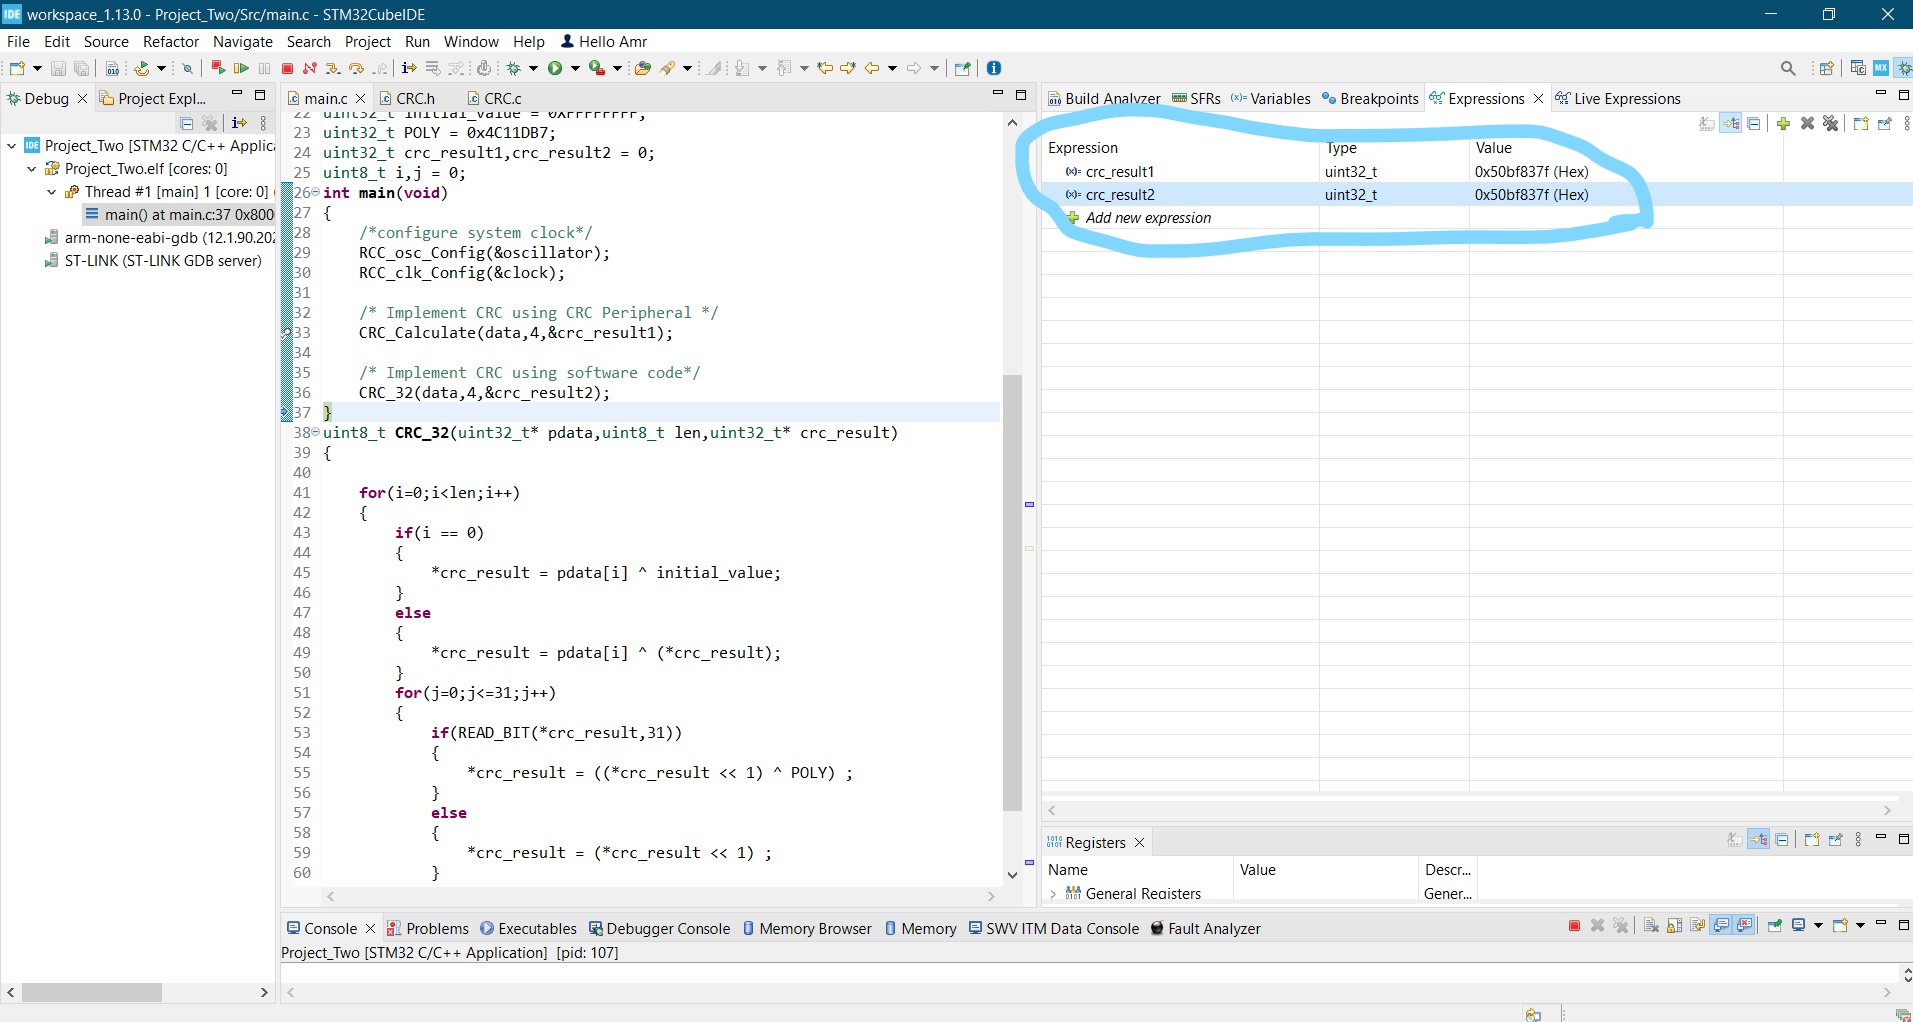 workspace_1.13.0 - Project_Two/Src/main.c - STM32CubeIDE
File Edit Source Refactor Navigate Search Project Run Window Help Hello Amr
Debug Project Expl...
Project_Two [STM32 C/C++ Applica
Project_Two.elf [cores: 0]
Thread #1 [main] 1 [core: 0]
main() at main.c:37 0x800
arm-none-eabi-gdb (12.1.90.202
ST-LINK (ST-LINK GDB server)
main.c CRC.h CRC.c
22 uint32_t initial_value = 0XFFFFFFFF;
23 uint32_t POLY = 0x4C11DB7;
24 uint32_t crc_result1,crc_result2 = 0;
25 uint8_t i,j = 0;
26 int main(void)
27 {
28 /*configure system clock*/
29 RCC_osc_Config(&oscillator);
30 RCC_clk_Config(&clock);
31
32 /* Implement CRC using CRC Peripheral */
33 CRC_Calculate(data,4,&crc_result1);
34
35 /* Implement CRC using software code*/
36 CRC_32(data,4,&crc_result2);
37 }
38 uint8_t CRC_32(uint32_t* pdata,uint8_t len,uint32_t* crc_result)
39 {
40
41 for(i=0;i<len;i++)
42 {
43 if(i == 0)
44 {
45 *crc_result = pdata[i] ^ initial_value;
46 }
47 else
48 {
49 *crc_result = pdata[i] ^ (*crc_result);
50 }
51 for(j=0;j<=31;j++)
52 {
53 if(READ_BIT(*crc_result,31))
54 {
55 *crc_result = ((*crc_result << 1) ^ POLY) ;
56 }
57 else
58 {
59 *crc_result = (*crc_result << 1) ;
60 }
Build Analyzer SFRs Variables Breakpoints Expressions Live Expressions
Expression Type Value
crc_result1 uint32_t 0x50bf837f (Hex)
crc_result2 uint32_t 0x50bf837f (Hex)
Add new expression
Registers
Name Value Descr...
General Registers Gener...
Console Problems Executables Debugger Console Memory Browser Memory SWV ITM Data Console Fault Analyzer
Project_Two [STM32 C/C++ Application] [pid: 107]